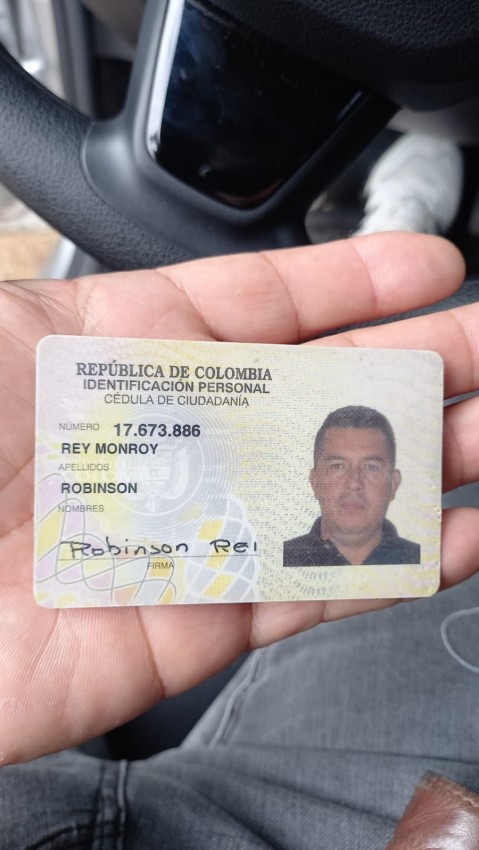 REPÚBLICA DE COLOMBIA
IDENTIFICACIÓN PERSONAL
CÉDULA DE CIUDADANÍA
NÚMERO 17.673.886
REY MONROY
APELLIDOS
ROBINSON
NOMBRES
Robinson REI
FIRMA